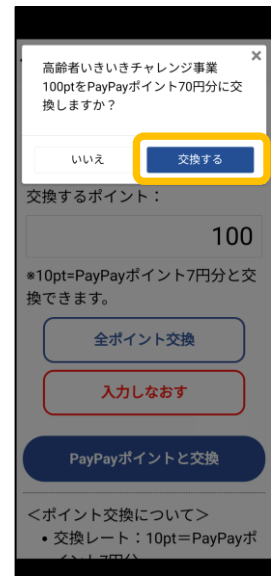 ×
高齢者いきいきチャレンジ事業
100ptをPayPayポイント70円分に交
換しますか？
いいえ
交換する
交換するポイント：
100
※10pt=PayPayポイント7円分と交
換できます。
全ポイント交換
入力しなおす
PayPayポイントと交換
＜ポイント交換について＞
• 交換レート：10pt＝PayPayポ
イント7円分